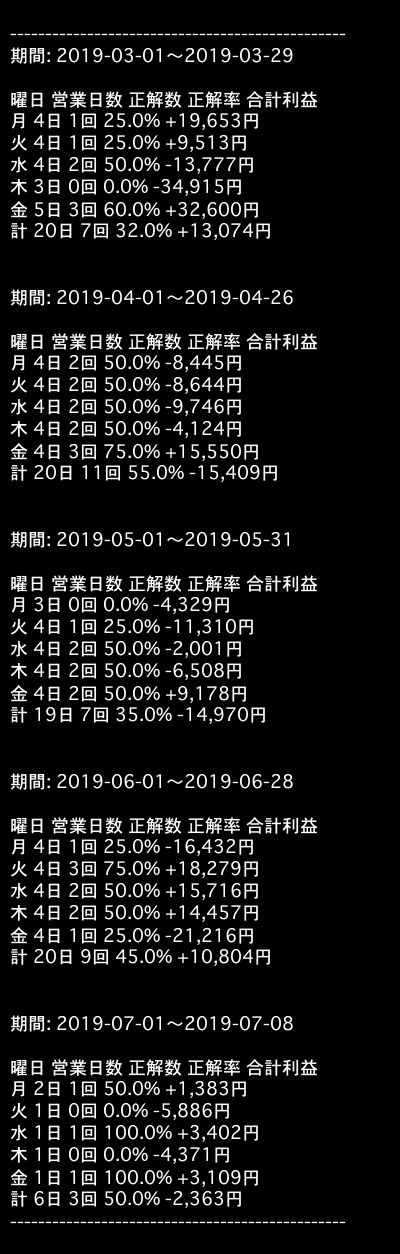 ------------------------------------------------
期間: 2019-03-01〜2019-03-29
曜日 営業日数 正解数 正解率 合計利益
月 4日 1回 25.0% +19,653円
火 4日 1回 25.0% +9,513円
水 4日 2回 50.0% -13,777円
木 3日 0回 0.0% -34,915円
金 5日 3回 60.0% +32,600円
計 20日 7回 32.0% +13,074円
期間: 2019-04-01〜2019-04-26
曜日 営業日数 正解数 正解率 合計利益
月 4日 2回 50.0% -8,445円
火 4日 2回 50.0% -8,644円
水 4日 2回 50.0% -9,746円
木 4日 2回 50.0% -4,124円
金 4日 3回 75.0% +15,550円
計 20日 11回 55.0% -15,409円
期間: 2019-05-01〜2019-05-31
曜日 営業日数 正解数 正解率 合計利益
月 3日 0回 0.0% -4,329円
火 4日 1回 25.0% -11,310円
水 4日 2回 50.0% -2,001円
木 4日 2回 50.0% -6,508円
金 4日 2回 50.0% +9,178円
計 19日 7回 35.0% -14,970円
期間: 2019-06-01〜2019-06-28
曜日 営業日数 正解数 正解率 合計利益
月 4日 1回 25.0% -16,432円
火 4日 3回 75.0% +18,279円
水 4日 2回 50.0% +15,716円
木 4日 2回 50.0% +14,457円
金 4日 1回 25.0% -21,216円
計 20日 9回 45.0% +10,804円
期間: 2019-07-01〜2019-07-08
曜日 営業日数 正解数 正解率 合計利益
月 2日 1回 50.0% +1,383円
火 1日 0回 0.0% -5,886円
水 1日 1回 100.0% +3,402円
木 1日 0回 0.0% -4,371円
金 1日 1回 100.0% +3,109円
計 6日 3回 50.0% -2,363円
------------------------------------------------